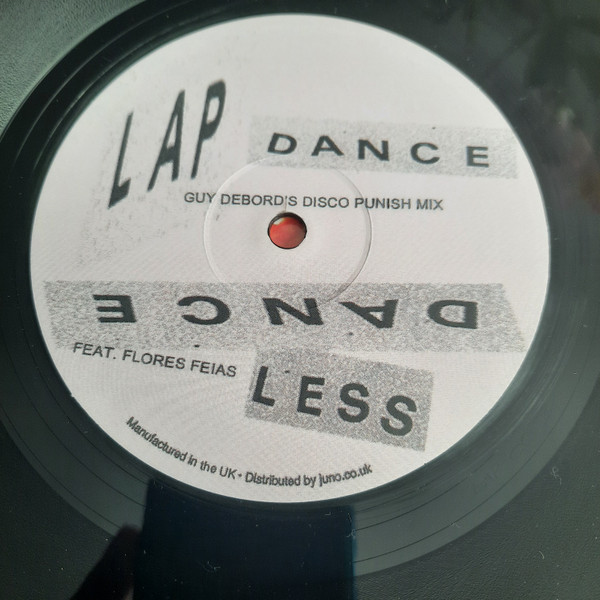 LAP DANCE
GUY DEBORD'S DISCO PUNISH MIX
DANCE
FEAT. FLORES FEIAS
LESS
Manufactured in the UK - Distributed by juno.co.uk